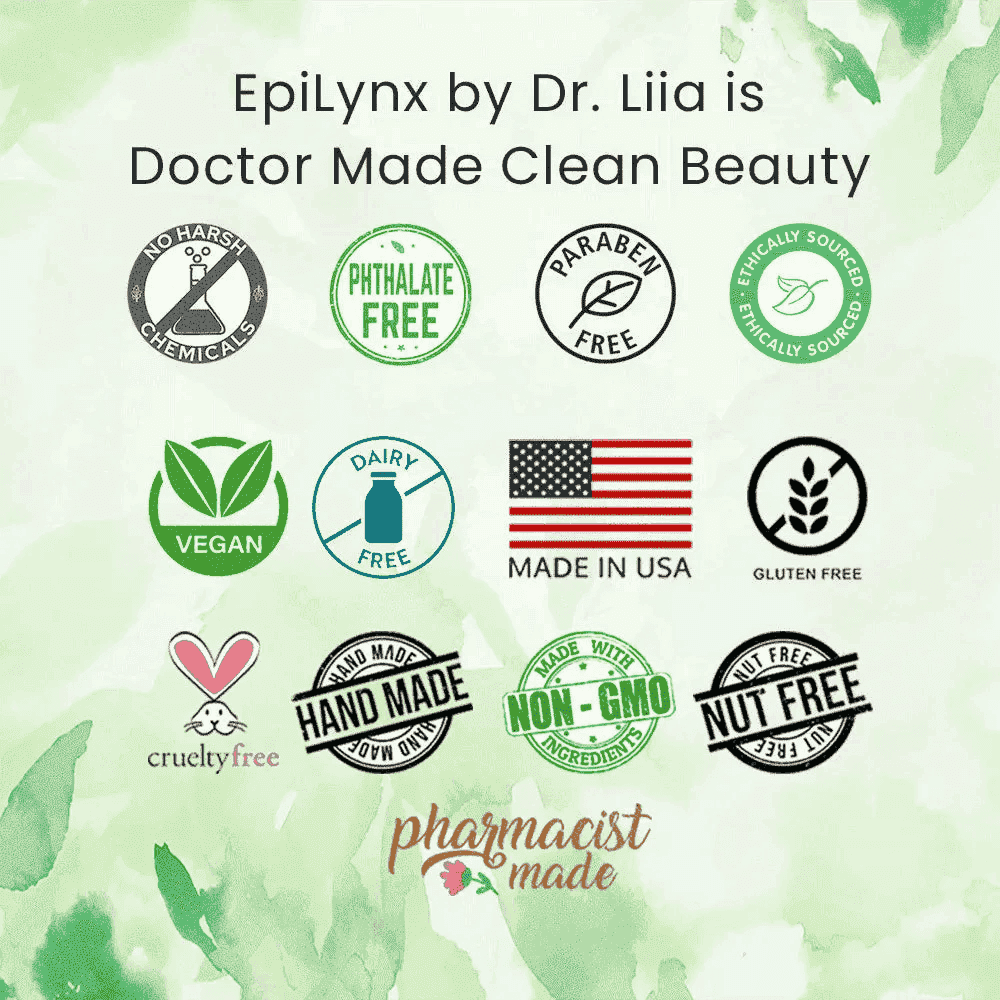 EpiLynx by Dr. Liia is
Doctor Made Clean Beauty
NO HARSH
CHEMICALS
PHTHALATE
FREE
PARABEN
FREE
ETHICALLY SOURCED
ETHICALLY SOURCED
VEGAN
DAIRY
FREE
MADE IN USA
GLUTEN FREE
crueltyfree
HAND MADE
HAND MADE
HAND MADE
MADE WITH
NON-GMO
INGREDIENTS
NUT FREE
NUT FREE
NUT FREE
pharmacist
made